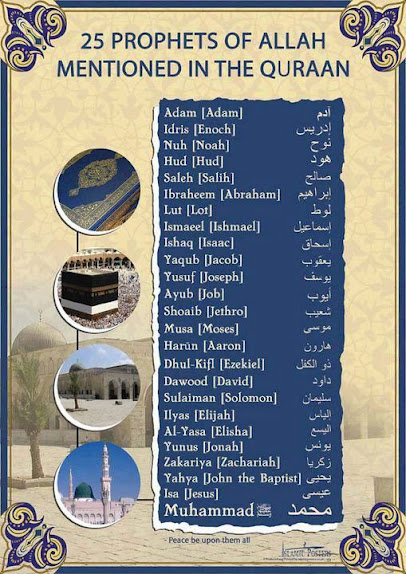 25 PROPHETS OF ALLAH
MENTIONED IN THE QURAAN
Adam [Adam] آدم
Idris [Enoch] إدريس
Nuh [Noah] نُوح
Hud [Hud] هُود
Saleh [Salih] صالح
Ibraheem [Abraham] إبراهيم
Lut [Lot] لوط
Ismaeel [Ishmael] إسماعيل
Ishaq [Isaac] إسحاق
Yaqub [Jacob] يعقوب
Yusuf [Joseph] يوسف
Ayub [Job] أيوب
Shoaib [Jethro] شعيب
Musa [Moses] موسى
Harun [Aaron] هارون
Dhul-Kifl [Ezekiel] ذو الكفل
Dawood [David] داود
Sulaiman [Solomon] سليمان
Ilyas [Elijah] إلياس
Al-Yasa [Elisha] اليسع
Yunus [Jonah] يونس
Zakariya [Zachariah] زكريا
Yahya [John the Baptist] يحيى
Isa [Jesus] عيسى
Muhammad ﷺ محمد
- Peace be upon them all
ISLAMIC POSTERS